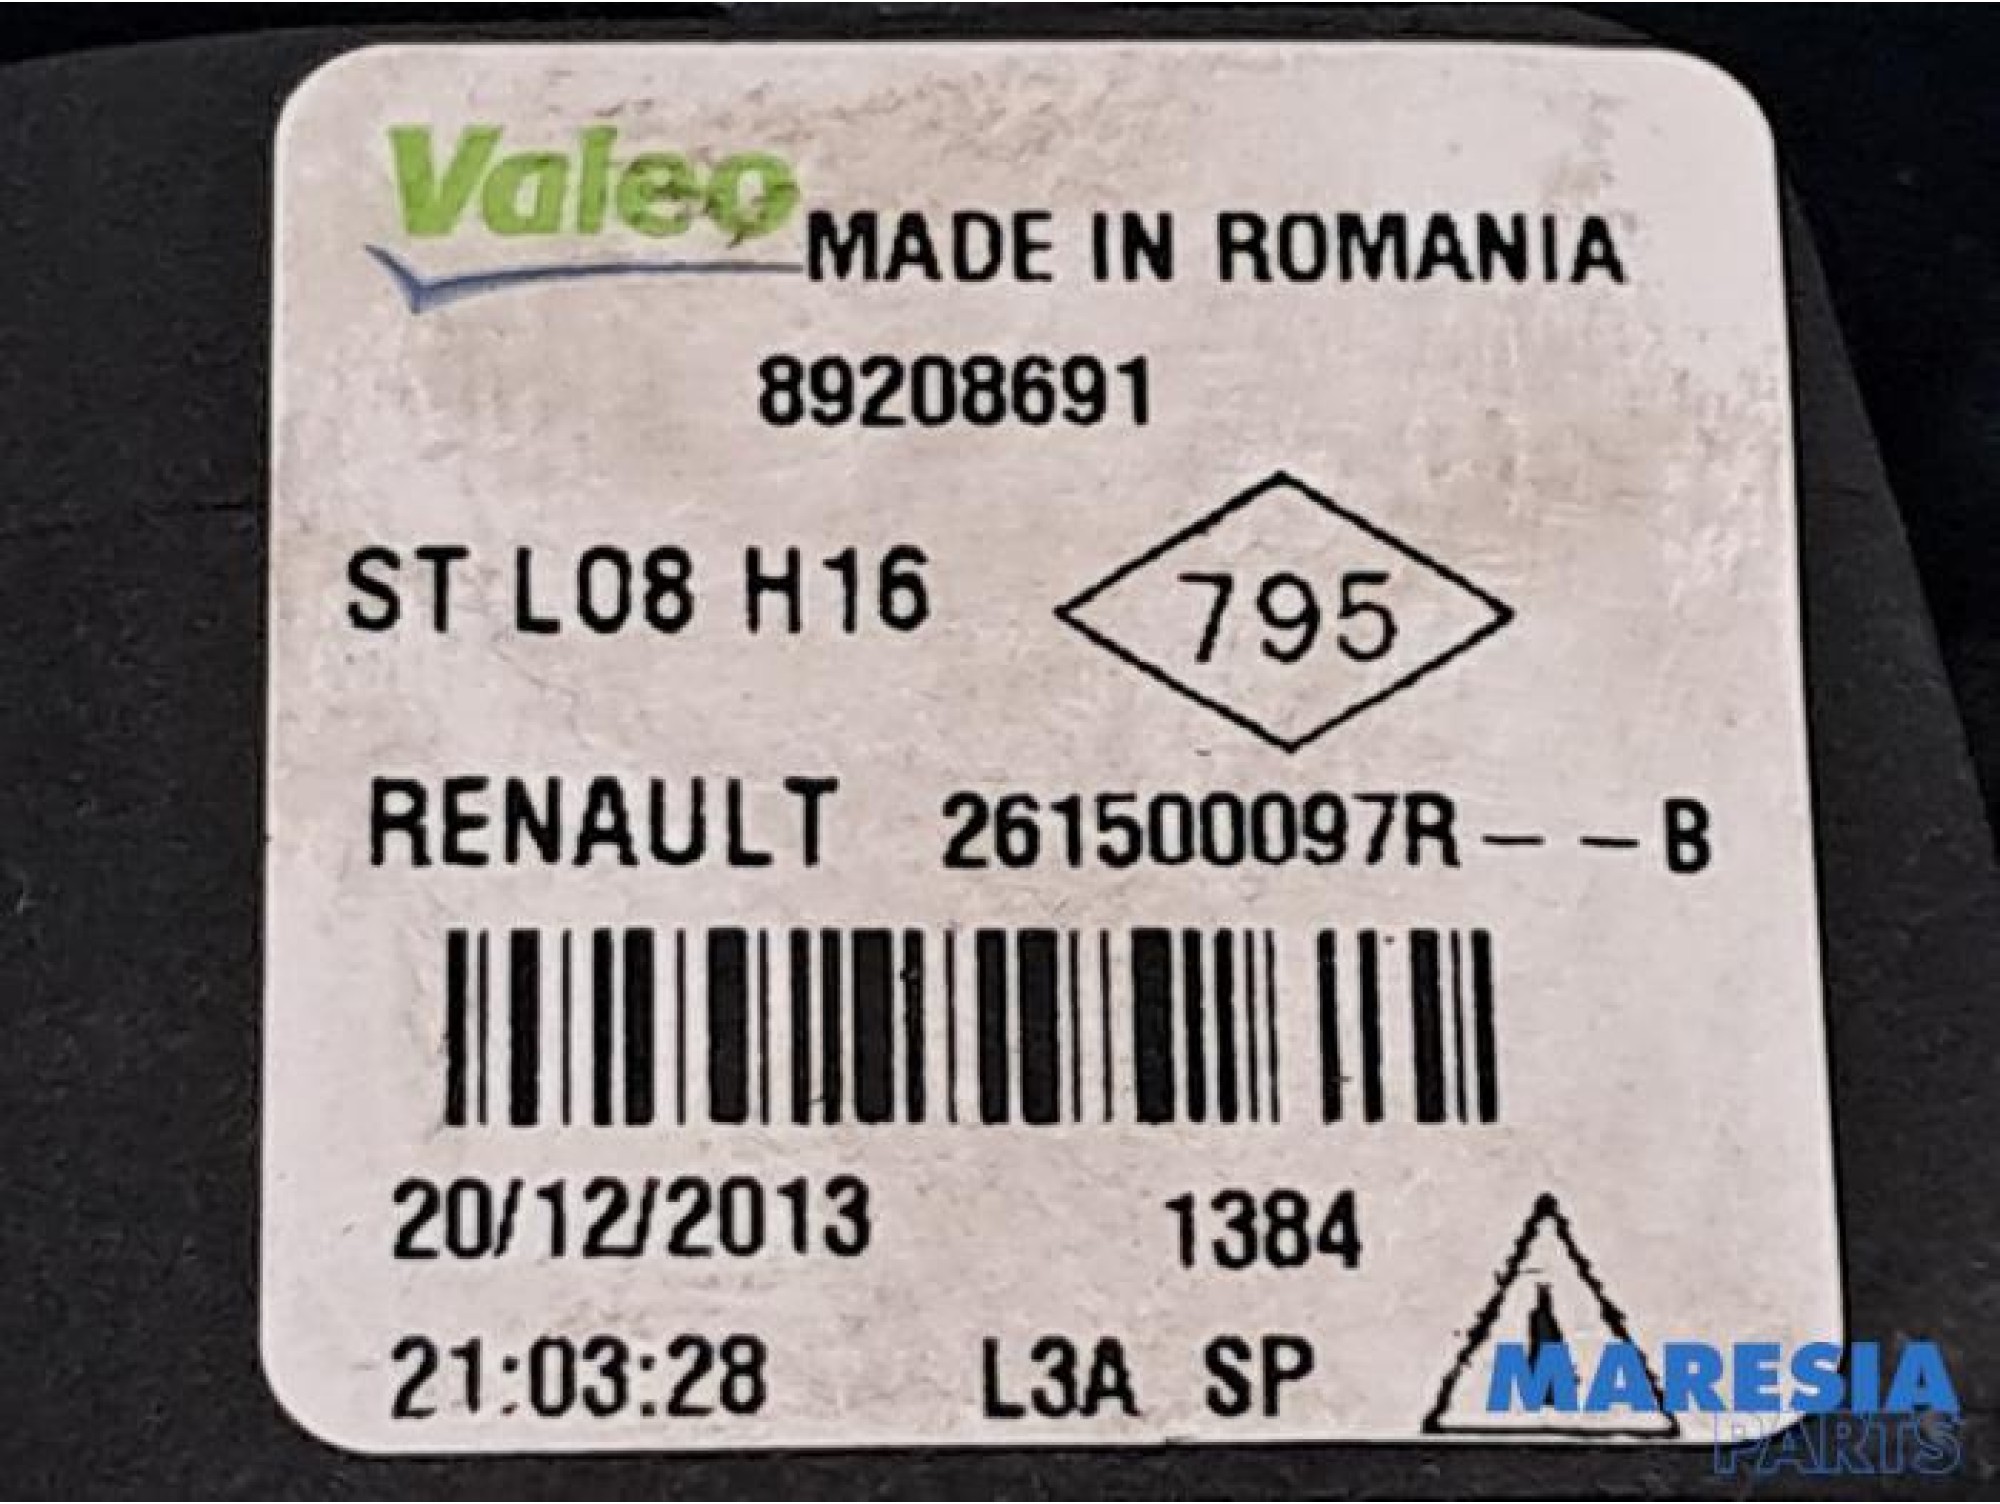 Valeo MADE IN ROMANIA
89208691
ST L08 H16 795
RENAULT 261500097R--B
20/12/2013 1384
21:03:28 L3A SP
MARESIA
PARTS